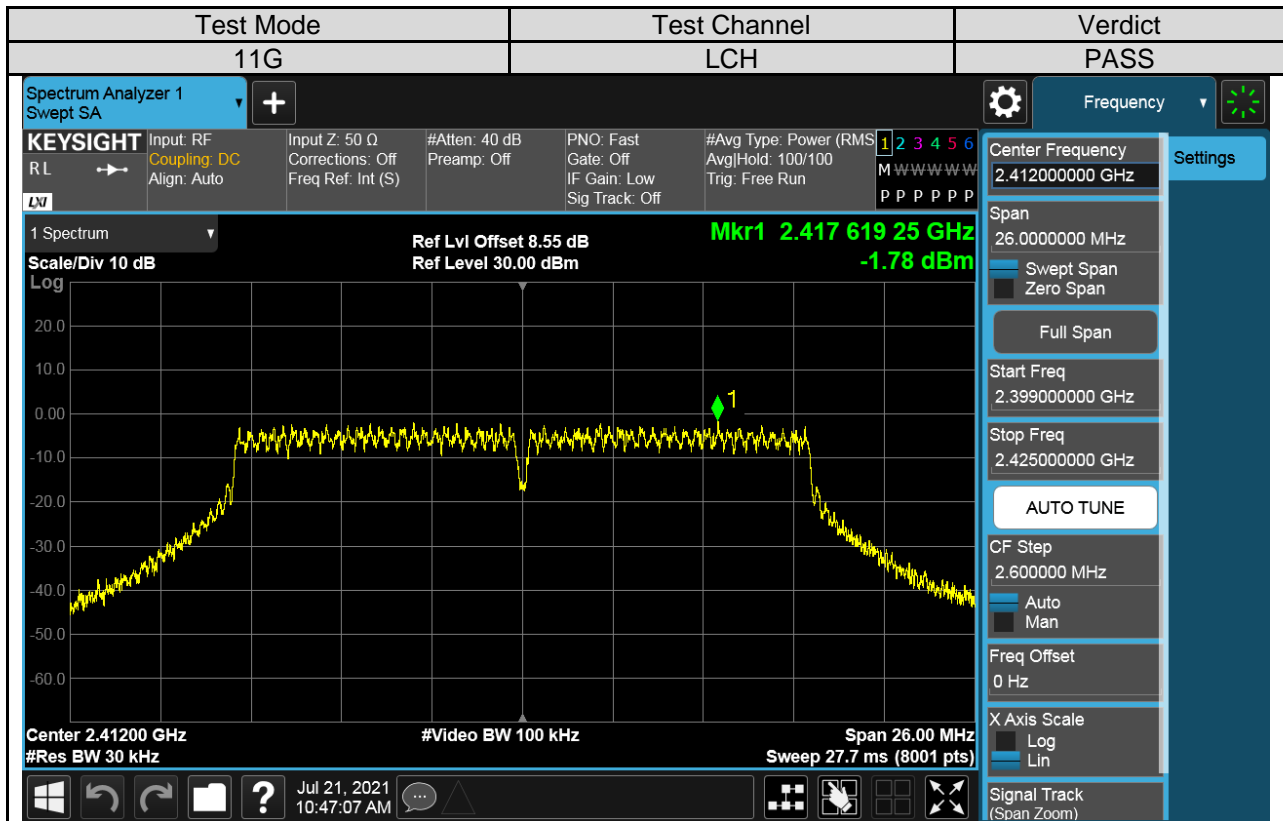 Test Mode Test Channel Verdict
11G LCH PASS
Spectrum Analyzer 1
Swept SA
+
Frequency
KEYSIGHT
RL
LXI
Input: RF
Coupling: DC
Align: Auto
Input Z: 50 Ω
Corrections: Off
Freq Ref: Int (S)
#Atten: 40 dB
Preamp: Off
PNO: Fast
Gate: Off
IF Gain: Low
Sig Track: Off
#Avg Type: Power (RMS
Avg|Hold: 100/100
Trig: Free Run
1 2 3 4 5 6
M W W W W W
P P P P P P
1 Spectrum
Scale/Div 10 dB
Ref Lvl Offset 8.55 dB
Ref Level 30.00 dBm
Mkr1 2.417 619 25 GHz
-1.78 dBm
Log
20.0
10.0
0.00
-10.0
-20.0
-30.0
-40.0
-50.0
-60.0
1
Center 2.41200 GHz
#Res BW 30 kHz
#Video BW 100 kHz
Span 26.00 MHz
Sweep 27.7 ms (8001 pts)
Center Frequency
2.412000000 GHz
Settings
Span
26.0000000 MHz
Swept Span
Zero Span
Full Span
Start Freq
2.399000000 GHz
Stop Freq
2.425000000 GHz
AUTO TUNE
CF Step
2.600000 MHz
Auto
Man
Freq Offset
0 Hz
X Axis Scale
Log
Lin
Signal Track
(Span Zoom)
?
Jul 21, 2021
10:47:07 AM